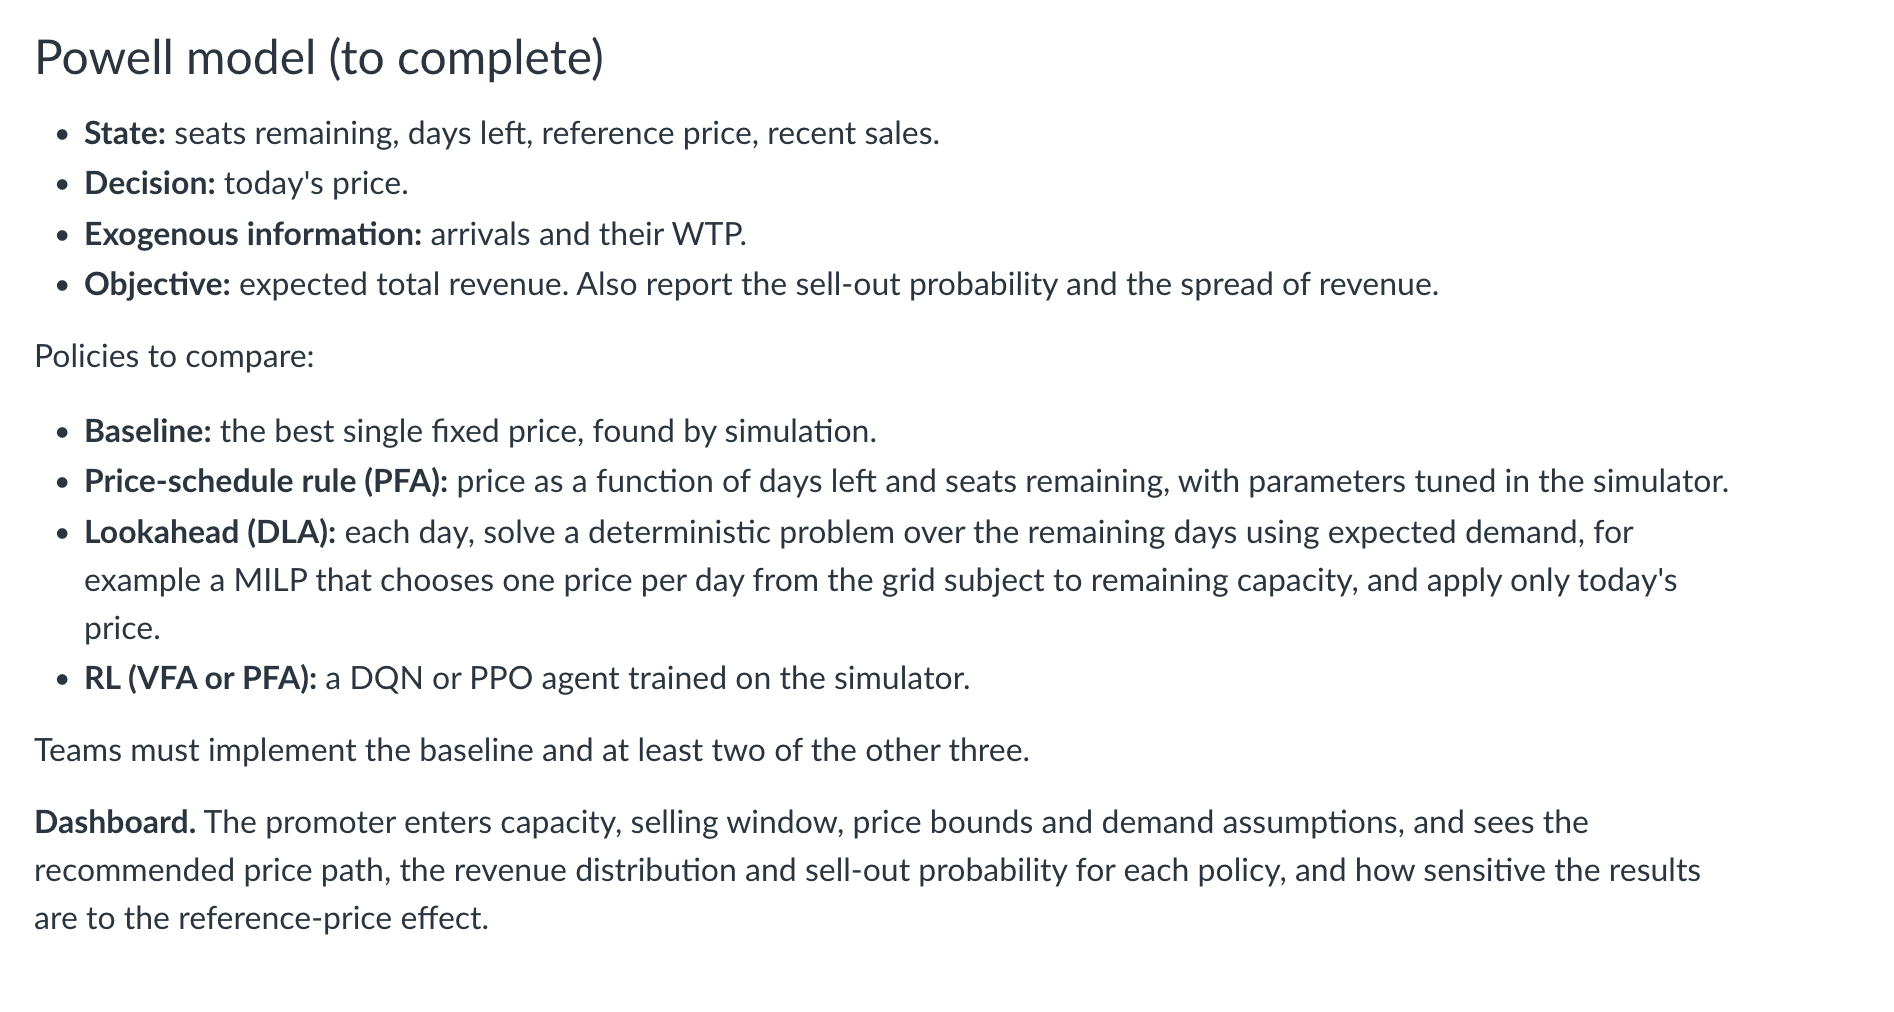 Powell model (to complete)
• State: seats remaining, days left, reference price, recent sales.
• Decision: today's price.
• Exogenous information: arrivals and their WTP.
• Objective: expected total revenue. Also report the sell-out probability and the spread of revenue.
Policies to compare:
• Baseline: the best single fixed price, found by simulation.
• Price-schedule rule (PFA): price as a function of days left and seats remaining, with parameters tuned in the simulator.
• Lookahead (DLA): each day, solve a deterministic problem over the remaining days using expected demand, for
example a MILP that chooses one price per day from the grid subject to remaining capacity, and apply only today's
price.
• RL (VFA or PFA): a DQN or PPO agent trained on the simulator.
Teams must implement the baseline and at least two of the other three.
Dashboard. The promoter enters capacity, selling window, price bounds and demand assumptions, and sees the
recommended price path, the revenue distribution and sell-out probability for each policy, and how sensitive the results
are to the reference-price effect.